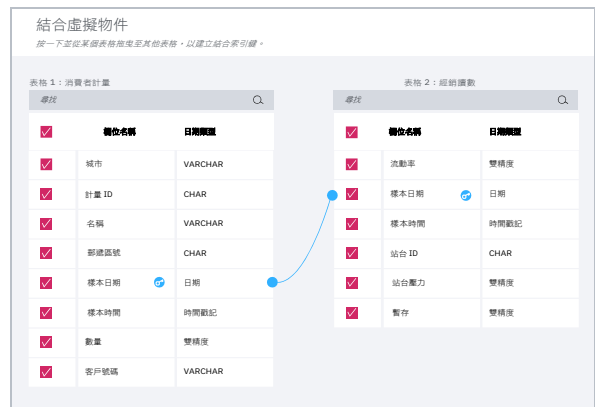 結合虛擬物件
按一下並從某個表格拖曳至其他表格，以建立結合索引鍵。
表格 1：消費者計量
尋找
欄位名稱 日期類型
城市 VARCHAR
計量 ID CHAR
名稱 VARCHAR
郵遞區號 CHAR
樣本日期 日期
樣本時間 時間戳記
數量 雙精度
客戶號碼 VARCHAR
表格 2：經銷讀數
尋找
欄位名稱 日期類型
流動率 雙精度
樣本日期 日期
樣本時間 時間戳記
站台 ID CHAR
站台壓力 雙精度
暫存 雙精度